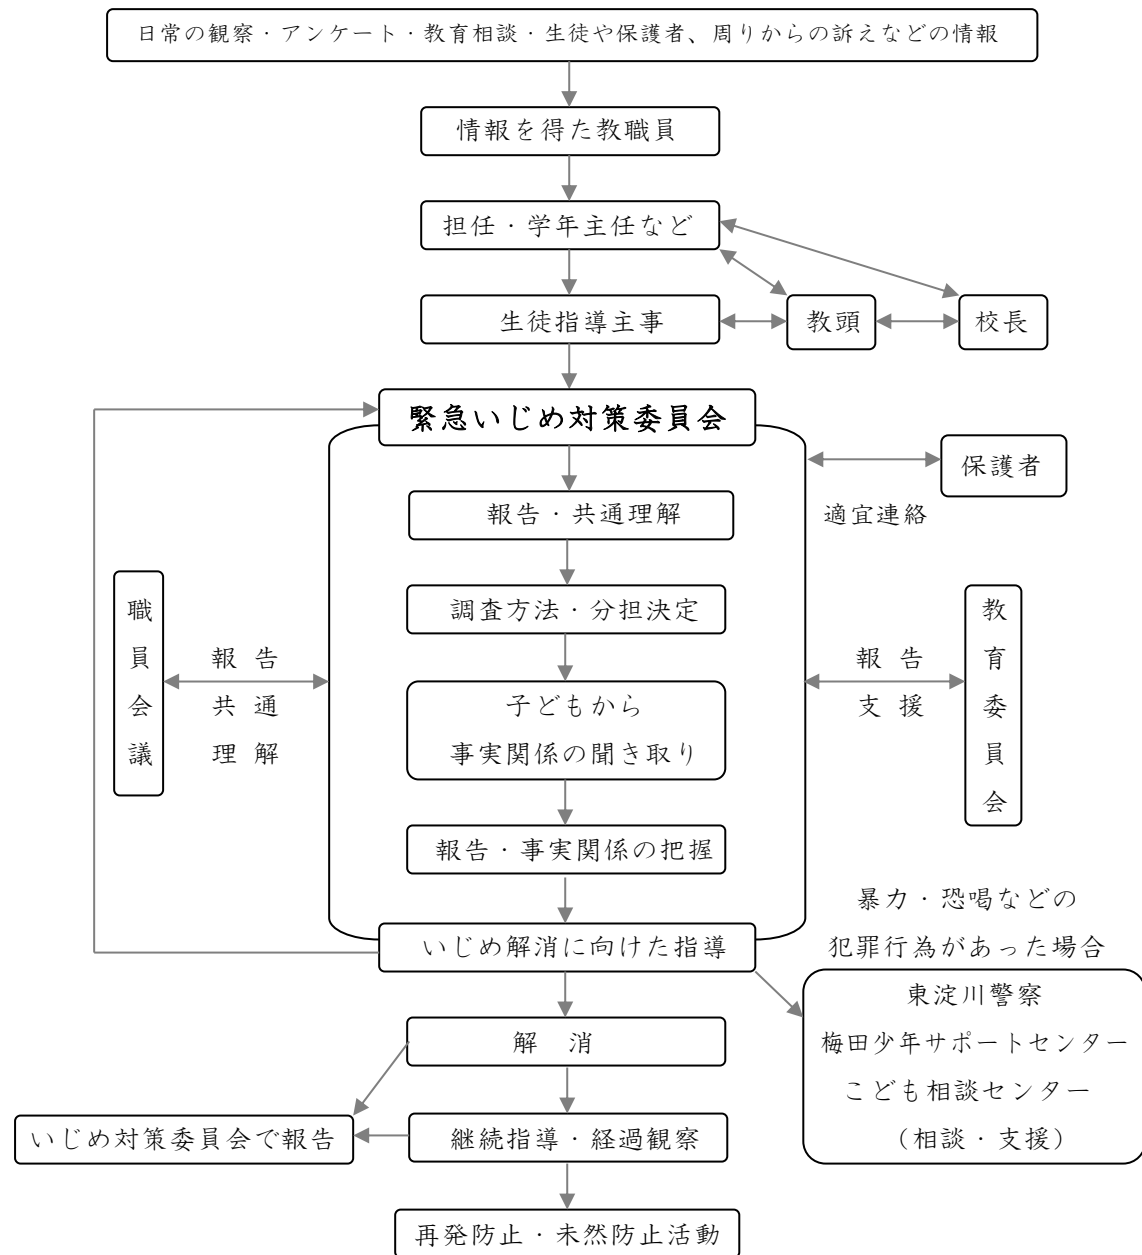 日常の観察・アンケート・教育相談・生徒や保護者、周りからの訴えなどの情報
情報を得た教職員
担任・学年主任など
生徒指導主事
教頭
校長
緊急いじめ対策委員会
保護者
適宜連絡
報告・共通理解
調査方法・分担決定
職員会議
報告
共通
理解
子どもから
事実関係の聞き取り
報告
支援
教育委員会
報告・事実関係の把握
いじめ解消に向けた指導
暴力・恐喝などの
犯罪行為があった場合
東淀川警察
梅田少年サポートセンター
こども相談センター
（相談・支援）
解　消
いじめ対策委員会で報告
継続指導・経過観察
再発防止・未然防止活動